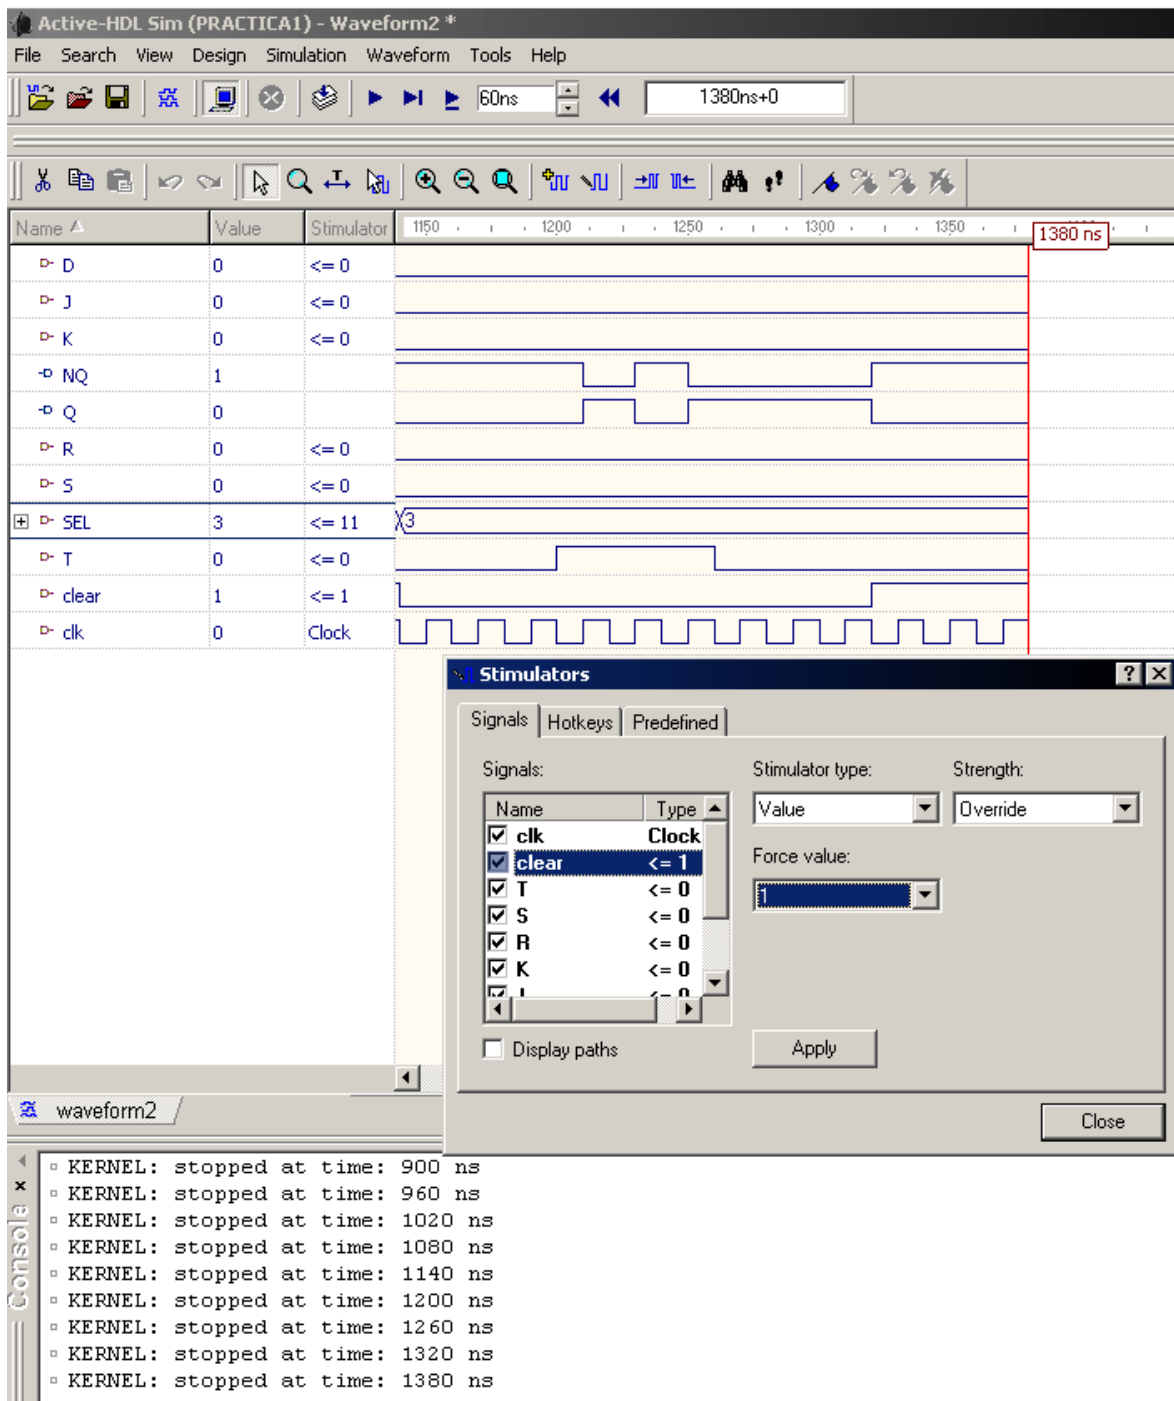 Active-HDL Sim (PRACTICA1) - Waveform2 *
File Search View Design Simulation Waveform Tools Help
60ns 1380ns+0
Name Value Stimulator 1150 1200 1250 1300 1350 1380 ns
D 0 <= 0
J 0 <= 0
K 0 <= 0
NQ 1
Q 0
R 0 <= 0
S 0 <= 0
SEL 3 <= 11 3
T 0 <= 0
clear 1 <= 1
clk 0 Clock
Stimulators
Signals Hotkeys Predefined
Signals: Stimulator type: Strength:
Name Type Value Override
clk Clock
clear <= 1 Force value:
T <= 0 1
S <= 0
R <= 0
K <= 0
Display paths Apply
Close
waveform2
Console
KERNEL: stopped at time: 900 ns
KERNEL: stopped at time: 960 ns
KERNEL: stopped at time: 1020 ns
KERNEL: stopped at time: 1080 ns
KERNEL: stopped at time: 1140 ns
KERNEL: stopped at time: 1200 ns
KERNEL: stopped at time: 1260 ns
KERNEL: stopped at time: 1320 ns
KERNEL: stopped at time: 1380 ns